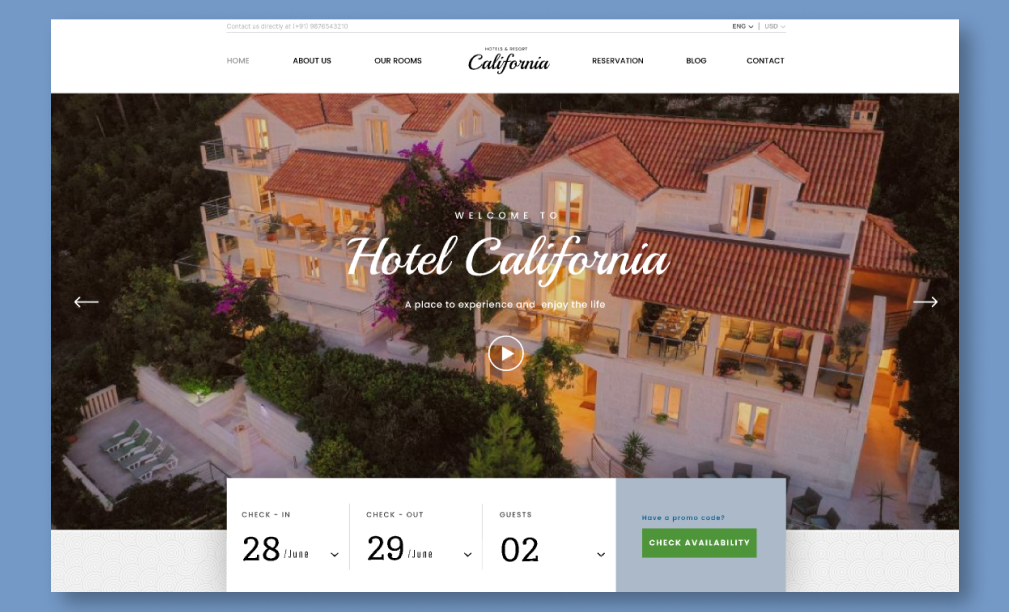 Contact us directly at (+91) 9876543210
ENG USD
HOME ABOUT US OUR ROOMS
HOTELS & RESORT
California
RESERVATION BLOG CONTACT
WELCOME TO
Hotel California
A place to experience and enjoy the life
CHECK - IN
28 /June
CHECK - OUT
29 /June
GUESTS
02
Have a promo code?
CHECK AVAILABILITY